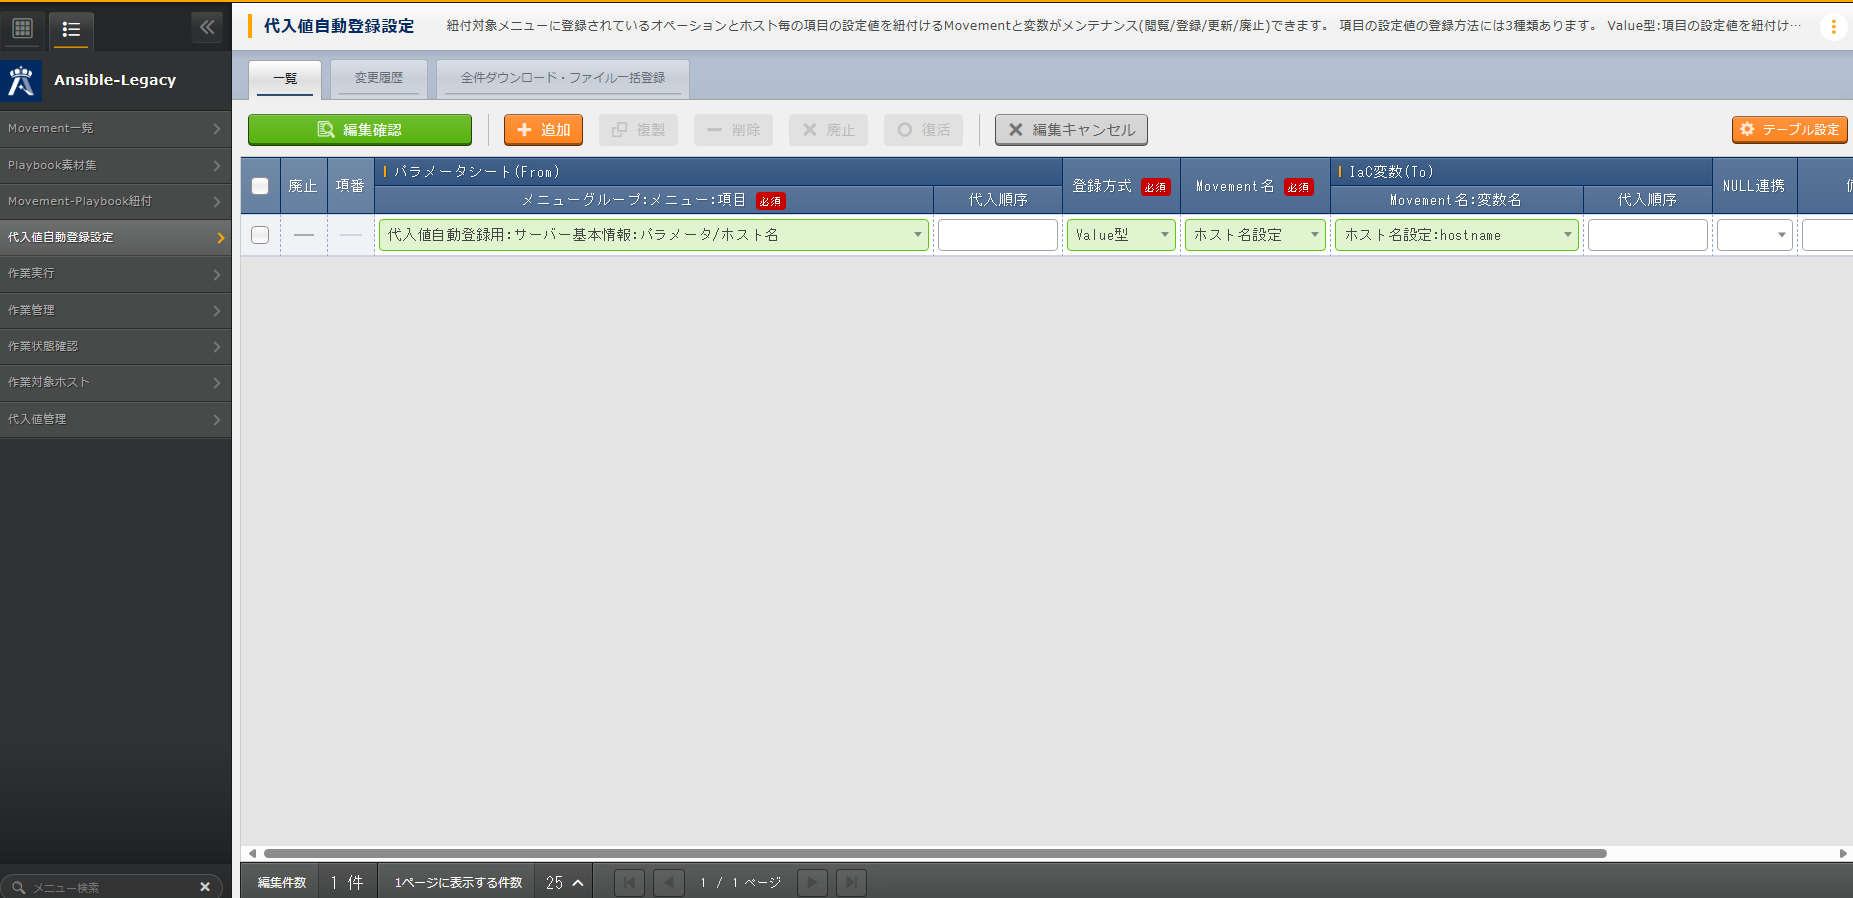 代入値自動登録設定
紐付対象メニューに登録されているオペーションとホスト毎の項目の設定値を紐付けるMovementと変数がメンテナンス(閲覧/登録/更新/廃止)できます。 項目の設定値の登録方法には3種類あります。 Value型:項目の設定値を紐付け…
Ansible-Legacy
Movement一覧
Playbook素材集
Movement-Playbook紐付
代入値自動登録設定
作業実行
作業管理
作業状態確認
作業対象ホスト
代入値管理
メニュー検索
一覧
変更履歴
全件ダウンロード・ファイル一括登録
編集確認
追加
複製
削除
廃止
復活
編集キャンセル
テーブル設定
廃止
項番
パラメータシート(From)
メニューグループ:メニュー:項目 必須
代入順序
登録方式 必須
Movement名 必須
IaC変数(To)
Movement名:変数名
代入順序
NULL連携
代入値自動登録用:サーバー基本情報:パラメータ/ホスト名
Value型
ホスト名設定
ホスト名設定:hostname
編集件数
1 件
1ページに表示する件数
25
1 / 1 ページ